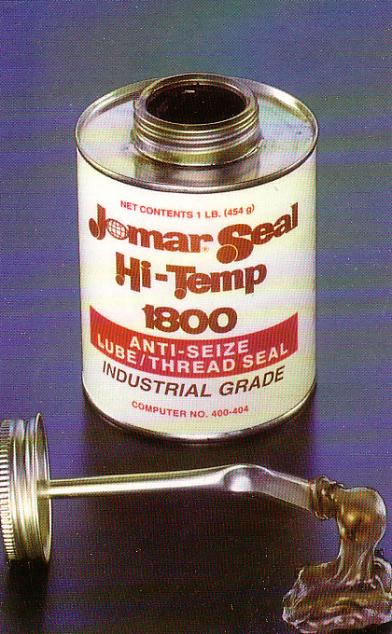 NET CONTENTS 1 LB. (454 g)
Jomar Seal
Hi-Temp
1800
ANTI-SEIZE
LUBE/THREAD SEAL
INDUSTRIAL GRADE
COMPUTER NO. 400-404